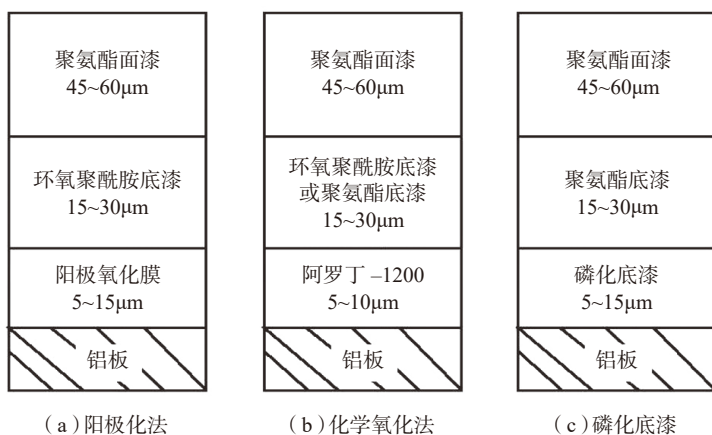 聚氨酯面漆
45~60μm
环氧聚酰胺底漆
15~30μm
阳极氧化膜
5~15μm
铝板
（a）阳极化法
聚氨酯面漆
45~60μm
环氧聚酰胺底漆
或聚氨酯底漆
15~30μm
阿罗丁–1200
5~10μm
铝板
（b）化学氧化法
聚氨酯面漆
45~60μm
聚氨酯底漆
15~30μm
磷化底漆
5~15μm
铝板
（c）磷化底漆